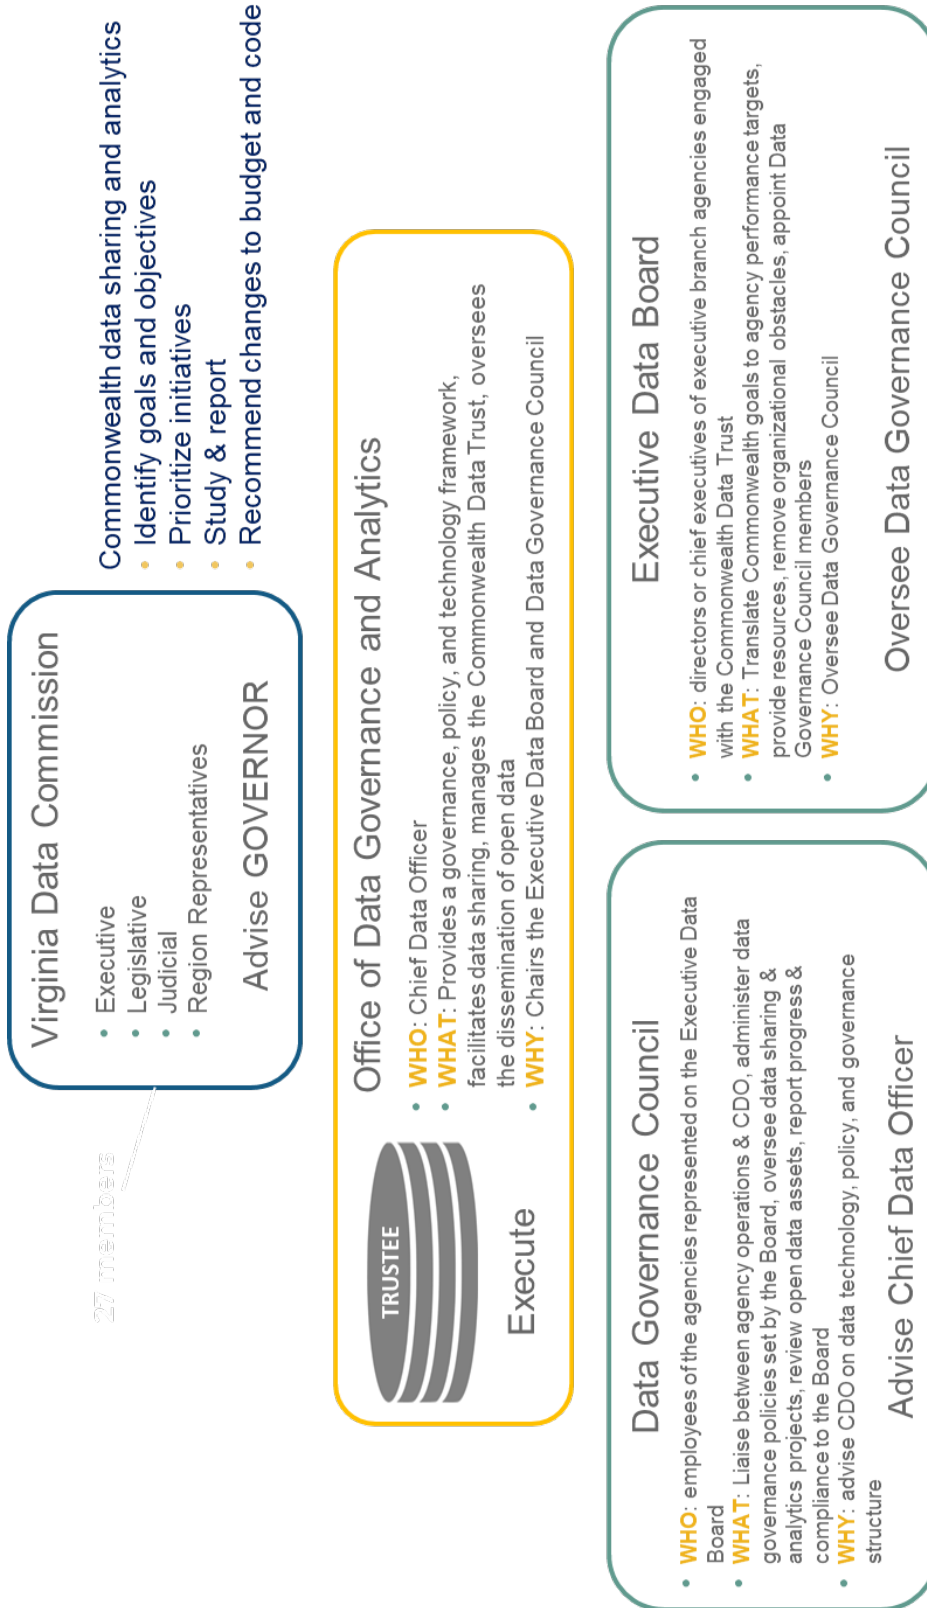 27 members
Virginia Data Commission
• Executive
• Legislative
• Judicial
• Region Representatives
Advise GOVERNOR
Commonwealth data sharing and analytics
• Identify goals and objectives
• Prioritize initiatives
• Study & report
• Recommend changes to budget and code
TRUSTEE
Execute
Office of Data Governance and Analytics
• WHO: Chief Data Officer
• WHAT: Provides a governance, policy, and technology framework,
facilitates data sharing, manages the Commonwealth Data Trust, oversees
the dissemination of open data
• WHY: Chairs the Executive Data Board and Data Governance Council
Data Governance Council
• WHO: employees of the agencies represented on the Executive Data
Board
• WHAT: Liaise between agency operations & CDO, administer data
governance policies set by the Board, oversee data sharing &
analytics projects, review open data assets, report progress &
compliance to the Board
• WHY: advise CDO on data technology, policy, and governance
structure
Advise Chief Data Officer
Executive Data Board
• WHO: directors or chief executives of executive branch agencies engaged
with the Commonwealth Data Trust
• WHAT: Translate Commonwealth goals to agency performance targets,
provide resources, remove organizational obstacles, appoint Data
Governance Council members
• WHY: Oversee Data Governance Council
Oversee Data Governance Council